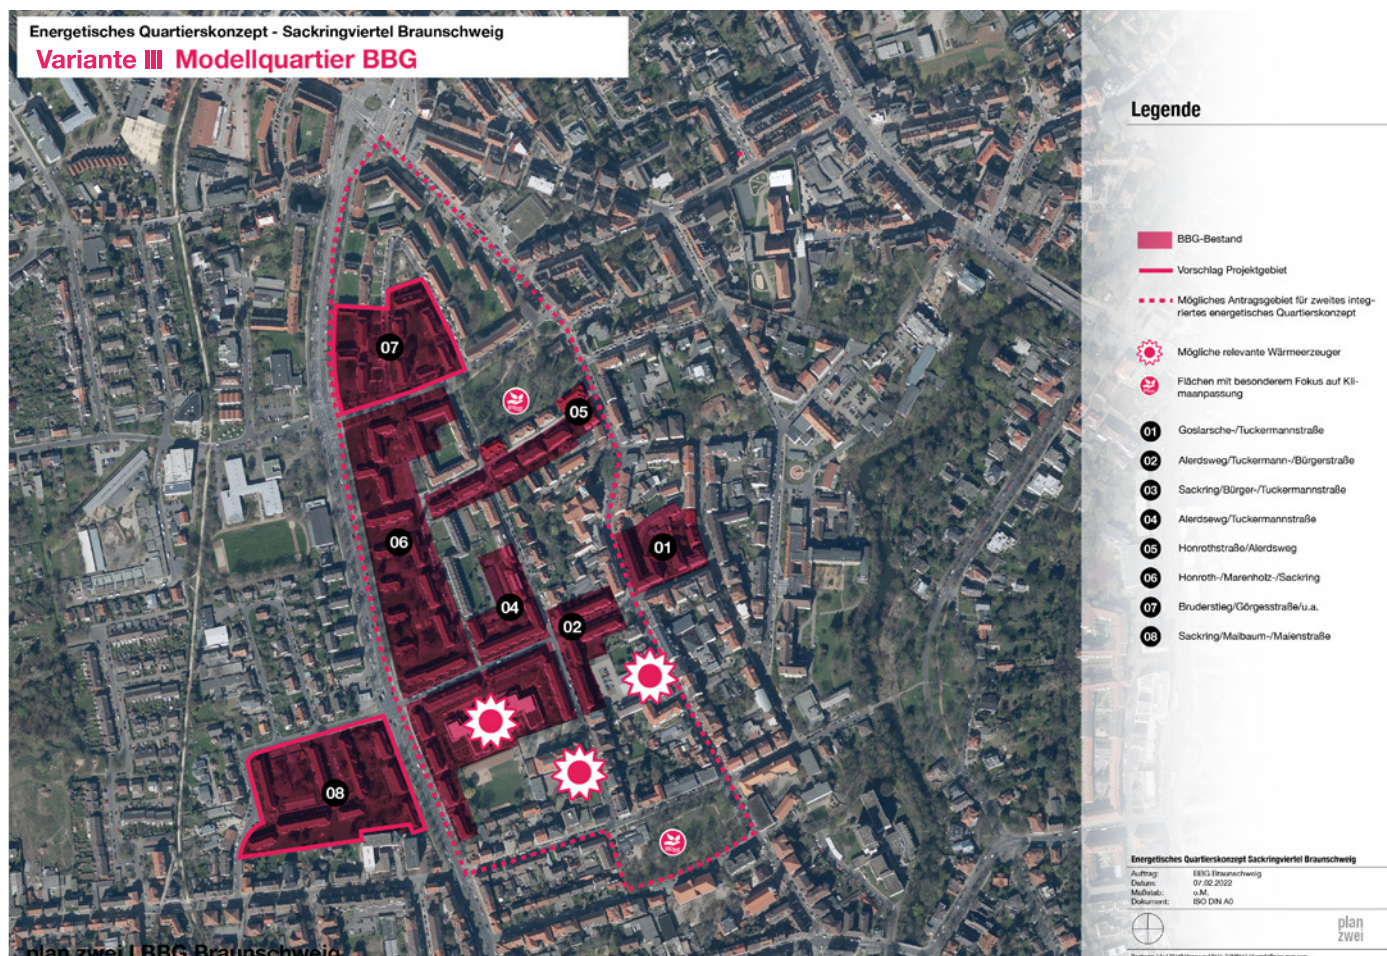 Energetisches Quartierskonzept - Sackringviertel Braunschweig
Variante III Modellquartier BBG
Legende
BBG-Bestand
Vorschlag Projektgebiet
Mögliches Antragsgebiet für zweites integ-
riertes energetisches Quartierskonzept
Mögliche relevante Wärmeerzeuger
Flächen mit besonderem Fokus auf Kli-
maanpassung
01 Goslarsche-/Tuckermannstraße
02 Alerdsweg/Tuckermann-/Bürgerstraße
03 Sackring/Bürger-/Tuckermannstraße
04 Alerdsewg/Tuckermannstraße
05 Honrothstraße/Alerdsweg
06 Honroth-/Marenholz-/Sackring
07 Bruderstieg/Görgesstraße/u.a.
08 Sackring/Maibaum-/Maienstraße
07
05
06
01
04
02
08
Energetisches Quartierskonzept Sackringviertel Braunschweig
Auftrag: BBG Braunschweig
Datum: 07.02.2022
Maßstab: o.M.
Dokument: ISO DIN A0
plan
zwei
plan zwei | BBG Braunschweig